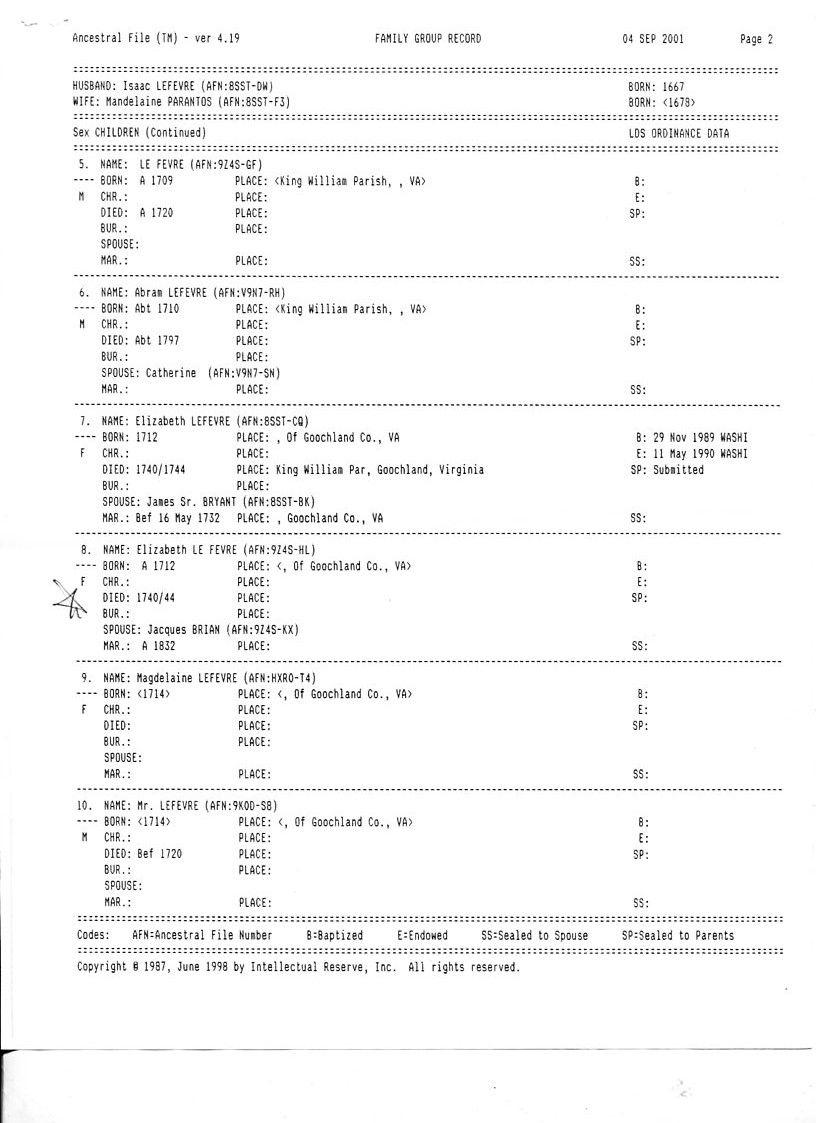 Ancestral File (TM) - ver 4.19 FAMILY GROUP RECORD 04 SEP 2001 Page 2
HUSBAND: Isaac LEFEVRE (AFN:8SST-DW) BORN: 1667
WIFE: Mandelaine PARANTOS (AFN:8SST-F3) BORN: <1678>
Sex CHILDREN (Continued) LDS ORDINANCE DATA
5. NAME: LE FEVRE (AFN:9Z4S-GF)
---- BORN: A 1709 PLACE: <King William Parish, , VA> B:
M CHR.: PLACE: E:
DIED: A 1720 PLACE: SP:
BUR.: PLACE:
SPOUSE:
MAR.: PLACE: SS:
6. NAME: Abram LEFEVRE (AFN:V9N7-RH)
---- BORN: Abt 1710 PLACE: <King William Parish, , VA> B:
M CHR.: PLACE: E:
DIED: Abt 1797 PLACE: SP:
BUR.: PLACE:
SPOUSE: Catherine (AFN:V9N7-SN)
MAR.: PLACE: SS:
7. NAME: Elizabeth LEFEVRE (AFN:8SST-CQ)
---- BORN: 1712 PLACE: , Of Goochland Co., VA B: 29 Nov 1989 WASHI
F CHR.: PLACE: E: 11 May 1990 WASHI
DIED: 1740/1744 PLACE: King William Par, Goochland, Virginia SP: Submitted
BUR.: PLACE:
SPOUSE: James Sr. BRYANT (AFN:8SST-BK)
MAR.: Bef 16 May 1732 PLACE: , Goochland Co., VA SS:
8. NAME: Elizabeth LE FEVRE (AFN:9Z4S-HL)
---- BORN: A 1712 PLACE: <, Of Goochland Co., VA> B:
F CHR.: PLACE: E:
DIED: 1740/44 PLACE: SP:
BUR.: PLACE:
SPOUSE: Jacques BRIAN (AFN:9Z4S-KX)
MAR.: A 1832 PLACE: SS:
9. NAME: Magdelaine LEFEVRE (AFN:HXR0-T4)
---- BORN: <1714> PLACE: <, Of Goochland Co., VA> B:
F CHR.: PLACE: E:
DIED: PLACE: SP:
BUR.: PLACE:
SPOUSE:
MAR.: PLACE: SS:
10. NAME: Mr. LEFEVRE (AFN:9K0D-S8)
---- BORN: <1714> PLACE: <, Of Goochland Co., VA> B:
M CHR.: PLACE: E:
DIED: Bef 1720 PLACE: SP:
BUR.: PLACE:
SPOUSE:
MAR.: PLACE: SS:
Codes: AFN=Ancestral File Number B=Baptized E=Endowed SS=Sealed to Spouse SP=Sealed to Parents
Copyright © 1987, June 1998 by Intellectual Reserve, Inc. All rights reserved.